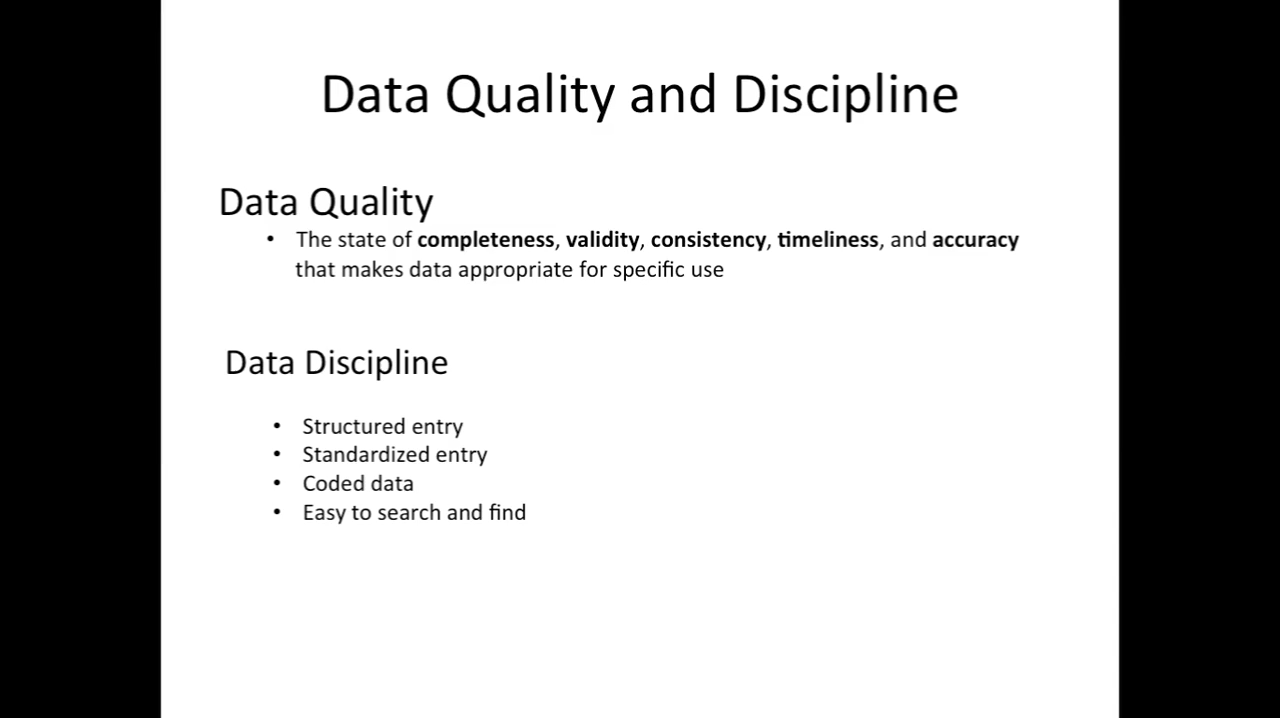 Data Quality and Discipline
Data Quality
• The state of completeness, validity, consistency, timeliness, and accuracy
that makes data appropriate for specific use
Data Discipline
• Structured entry
• Standardized entry
• Coded data
• Easy to search and find